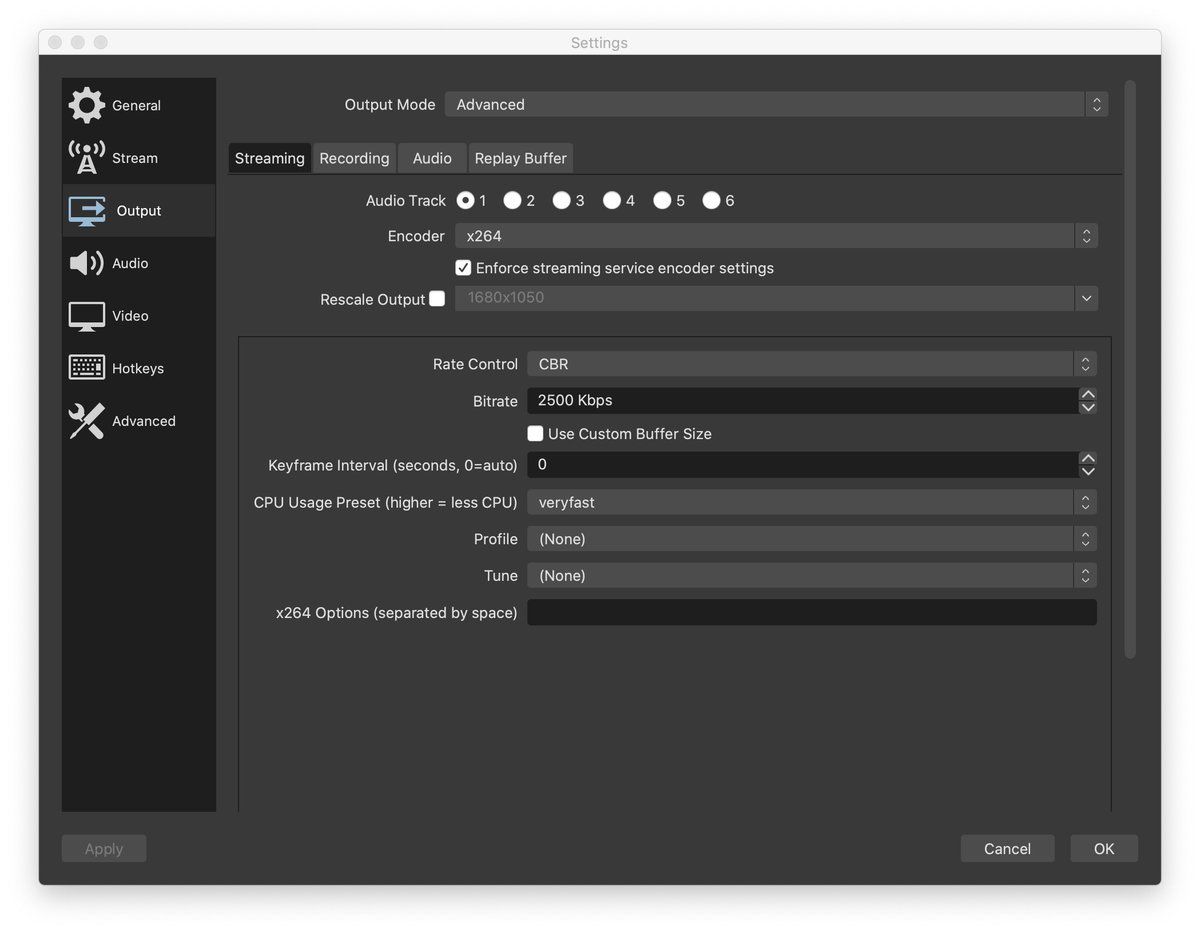 Settings
General
Stream
Output
Audio
Video
Hotkeys
Advanced
Output Mode Advanced
Streaming Recording Audio Replay Buffer
Audio Track 1 2 3 4 5 6
Encoder x264
Enforce streaming service encoder settings
Rescale Output 1680x1050
Rate Control CBR
Bitrate 2500 Kbps
Use Custom Buffer Size
Keyframe Interval (seconds, 0=auto) 0
CPU Usage Preset (higher = less CPU) veryfast
Profile (None)
Tune (None)
x264 Options (separated by space)
Apply Cancel OK